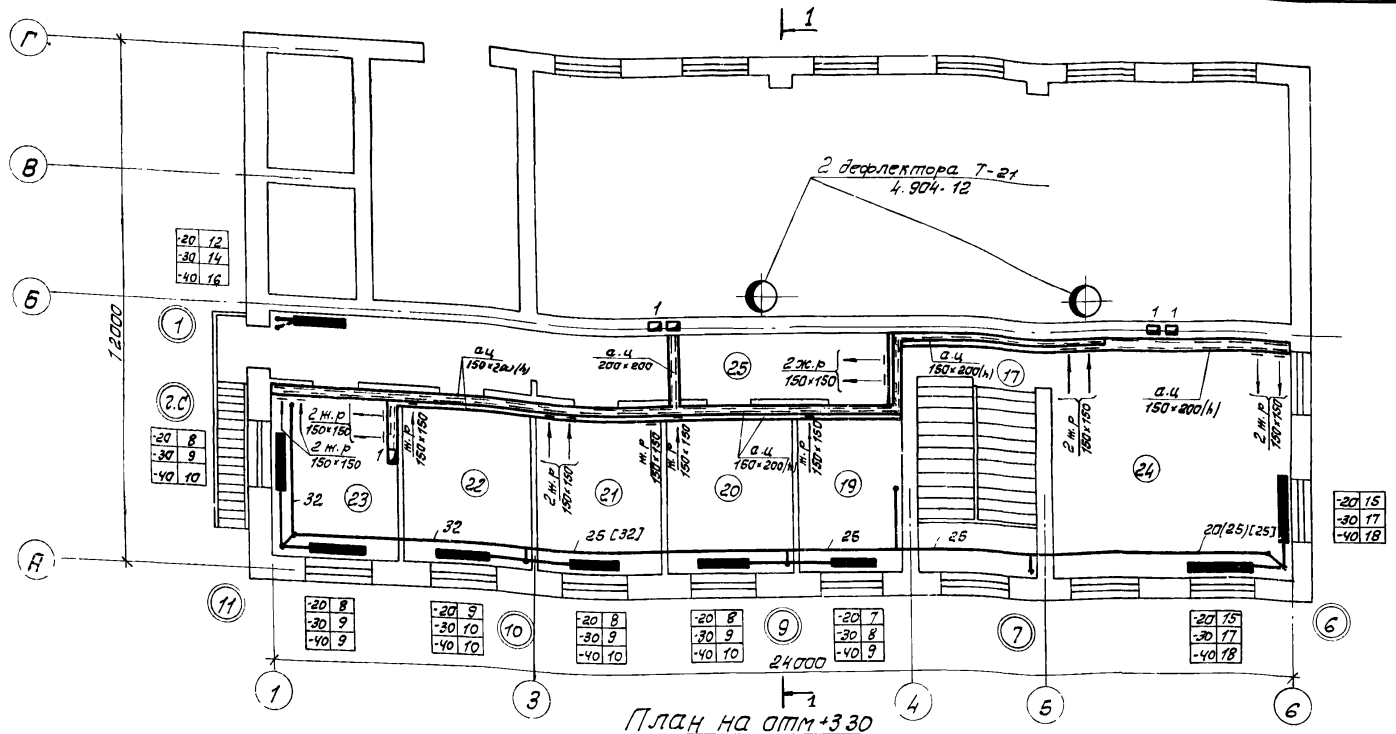 1
Г
2 дефлектора Т-21
4.904-12
В
-20 12
-30 14
-40 16
Б
12000
1
1
1 1
а.ц
150×200(h)
а.ц
200×200
25
2 ж.р
150×150
а.ц
150×200(h)
17
а.ц
150×200(h)
2.С
-20 8
-30 9
-40 10
2 ж.р
150×150
2 ж.р
150×150
1
ж.р
150×150
2 ж.р
150×150
ж.р
150×150
ж.р
150×150
а.ц
150×200(h)
ж.р
150×150
2 ж.р
150×150
2 ж.р
150×150
24
32
23
22
21
20
19
-20 15
-30 17
-40 18
32
25 [32]
25
25
20(25)[25]
А
11
-20 8
-30 9
-40 9
-20 9
-30 10
-40 10
10
-20 8
-30 9
-40 10
-20 8
-30 9
-40 10
9
-20 7
-30 8
-40 9
7
-20 15
-30 17
-40 18
6
24000
1
3
1
4
5
6
План на отм +3.30